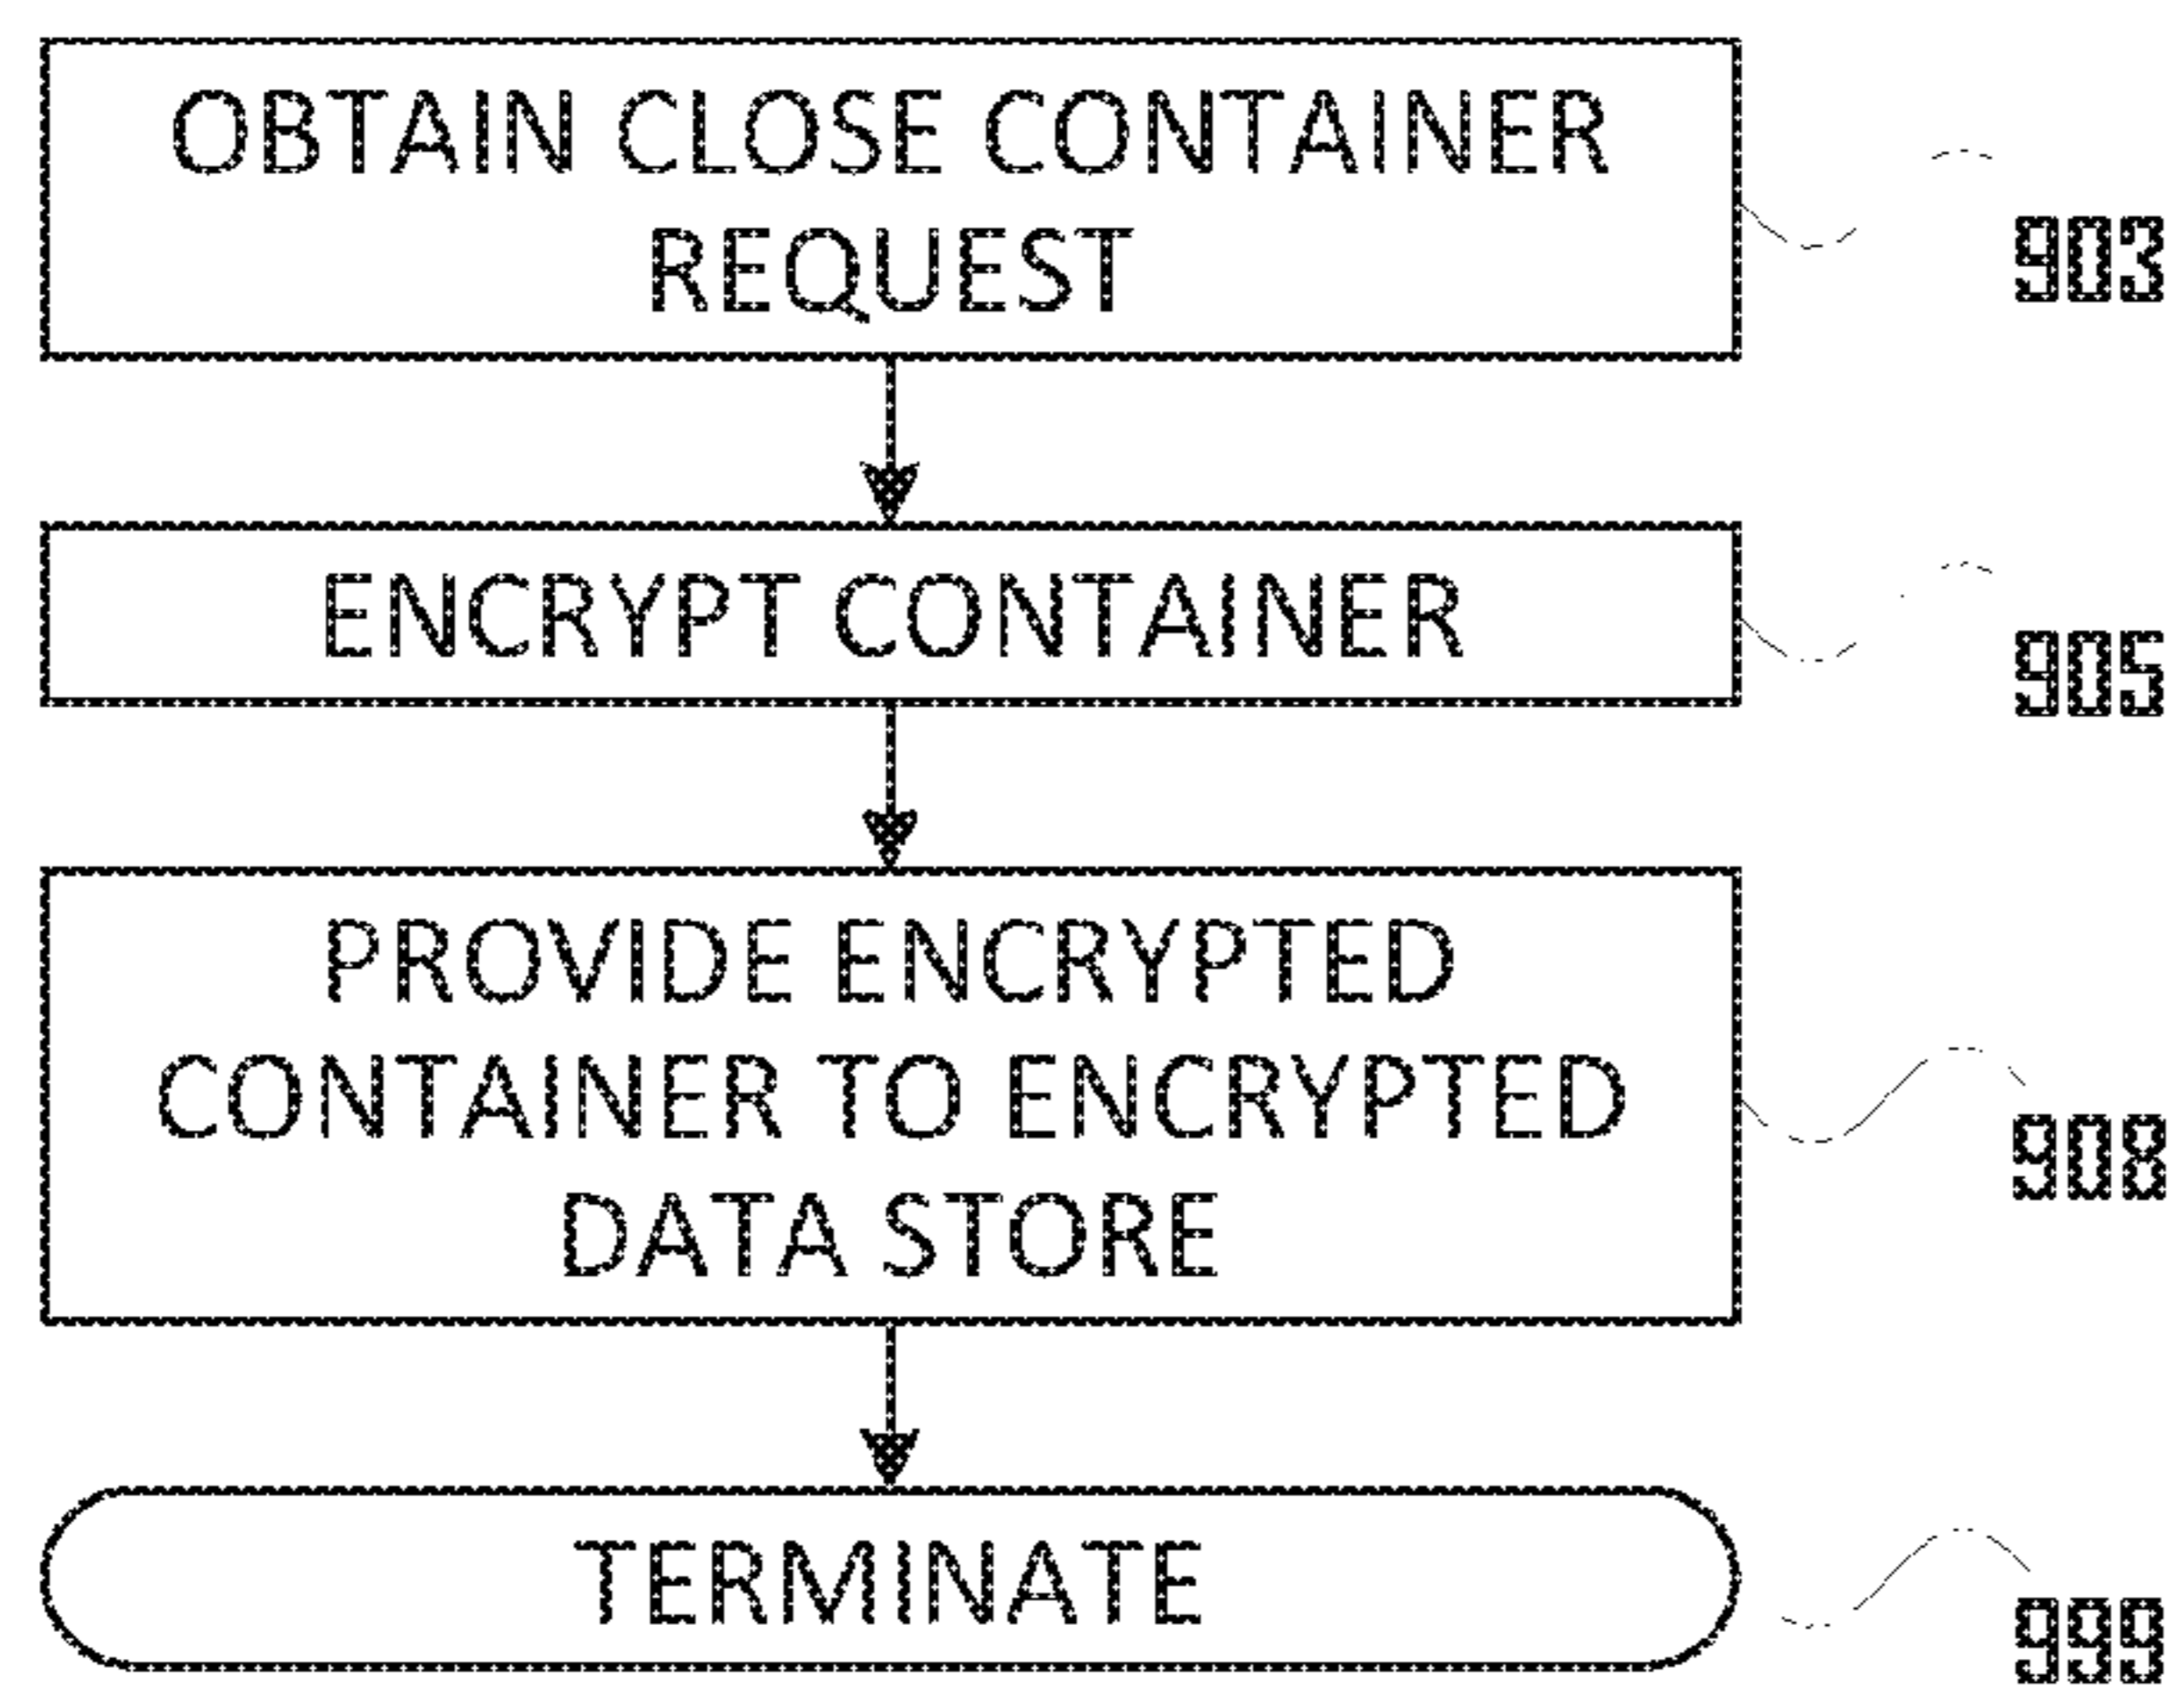 OBTAIN CLOSE CONTAINER
REQUEST
903
ENCRYPT CONTAINER
905
PROVIDE ENCRYPTED
CONTAINER TO ENCRYPTED
DATA STORE
908
TERMINATE
999